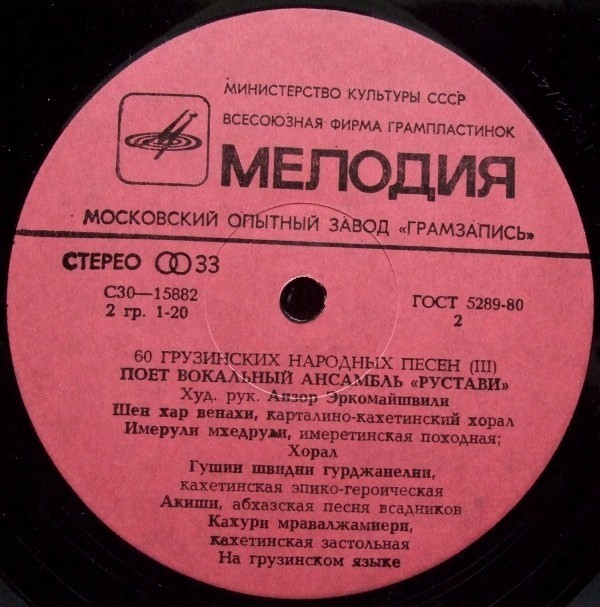 МИНИСТЕРСТВО КУЛЬТУРЫ СССР
ВСЕСОЮЗНАЯ ФИРМА ГРАМПЛАСТИНОК
МЕЛОДИЯ
МОСКОВСКИЙ ОПЫТНЫЙ ЗАВОД «ГРАМЗАПИСЬ»
СТЕРЕО 33
С30—15882
2 гр. 1-20
ГОСТ 5289-80
2
60 ГРУЗИНСКИХ НАРОДНЫХ ПЕСЕН (III)
ПОЕТ ВОКАЛЬНЫЙ АНСАМБЛЬ «РУСТАВИ»
Худ. рук. Анзор Эркомайшвили
Шен хар венахи, карталино-кахетинский хорал
Имерули мхедрули, имеретинская походная;
Хорал
Гушин швидни гурджанелни,
кахетинская эпико-героическая
Акиши, абхазская песня всадников
Кахури мравалжамиери,
кахетинская застольная
На грузинском языке